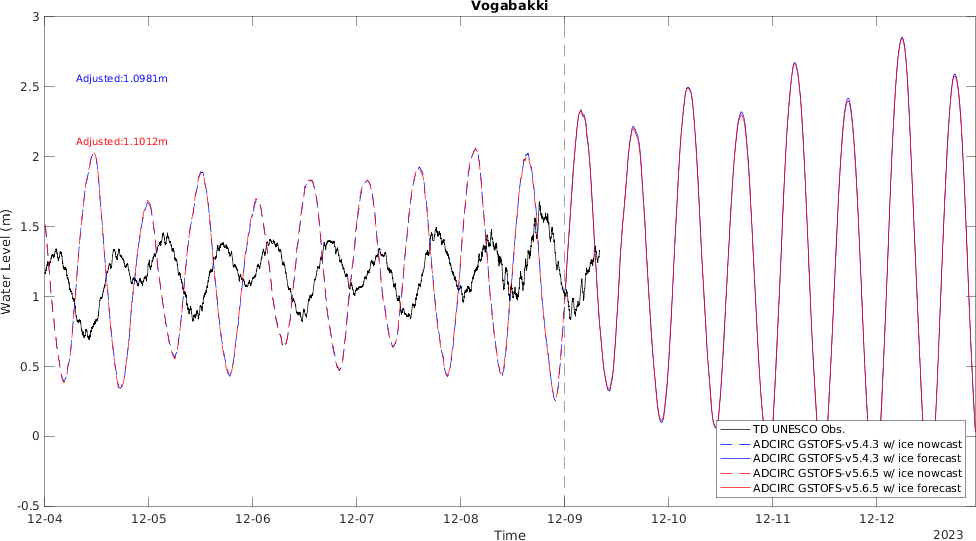 Vogabakki
3
2.5
2
1.5
1
0.5
0
-0.5
Water Level (m)
Adjusted:1.0981m
Adjusted:1.1012m
TD UNESCO Obs.
ADCIRC GSTOFS-v5.4.3 w/ ice nowcast
ADCIRC GSTOFS-v5.4.3 w/ ice forecast
ADCIRC GSTOFS-v5.6.5 w/ ice nowcast
ADCIRC GSTOFS-v5.6.5 w/ ice forecast
12-04 12-05 12-06 12-07 12-08 12-09 12-10 12-11 12-12
Time
2023